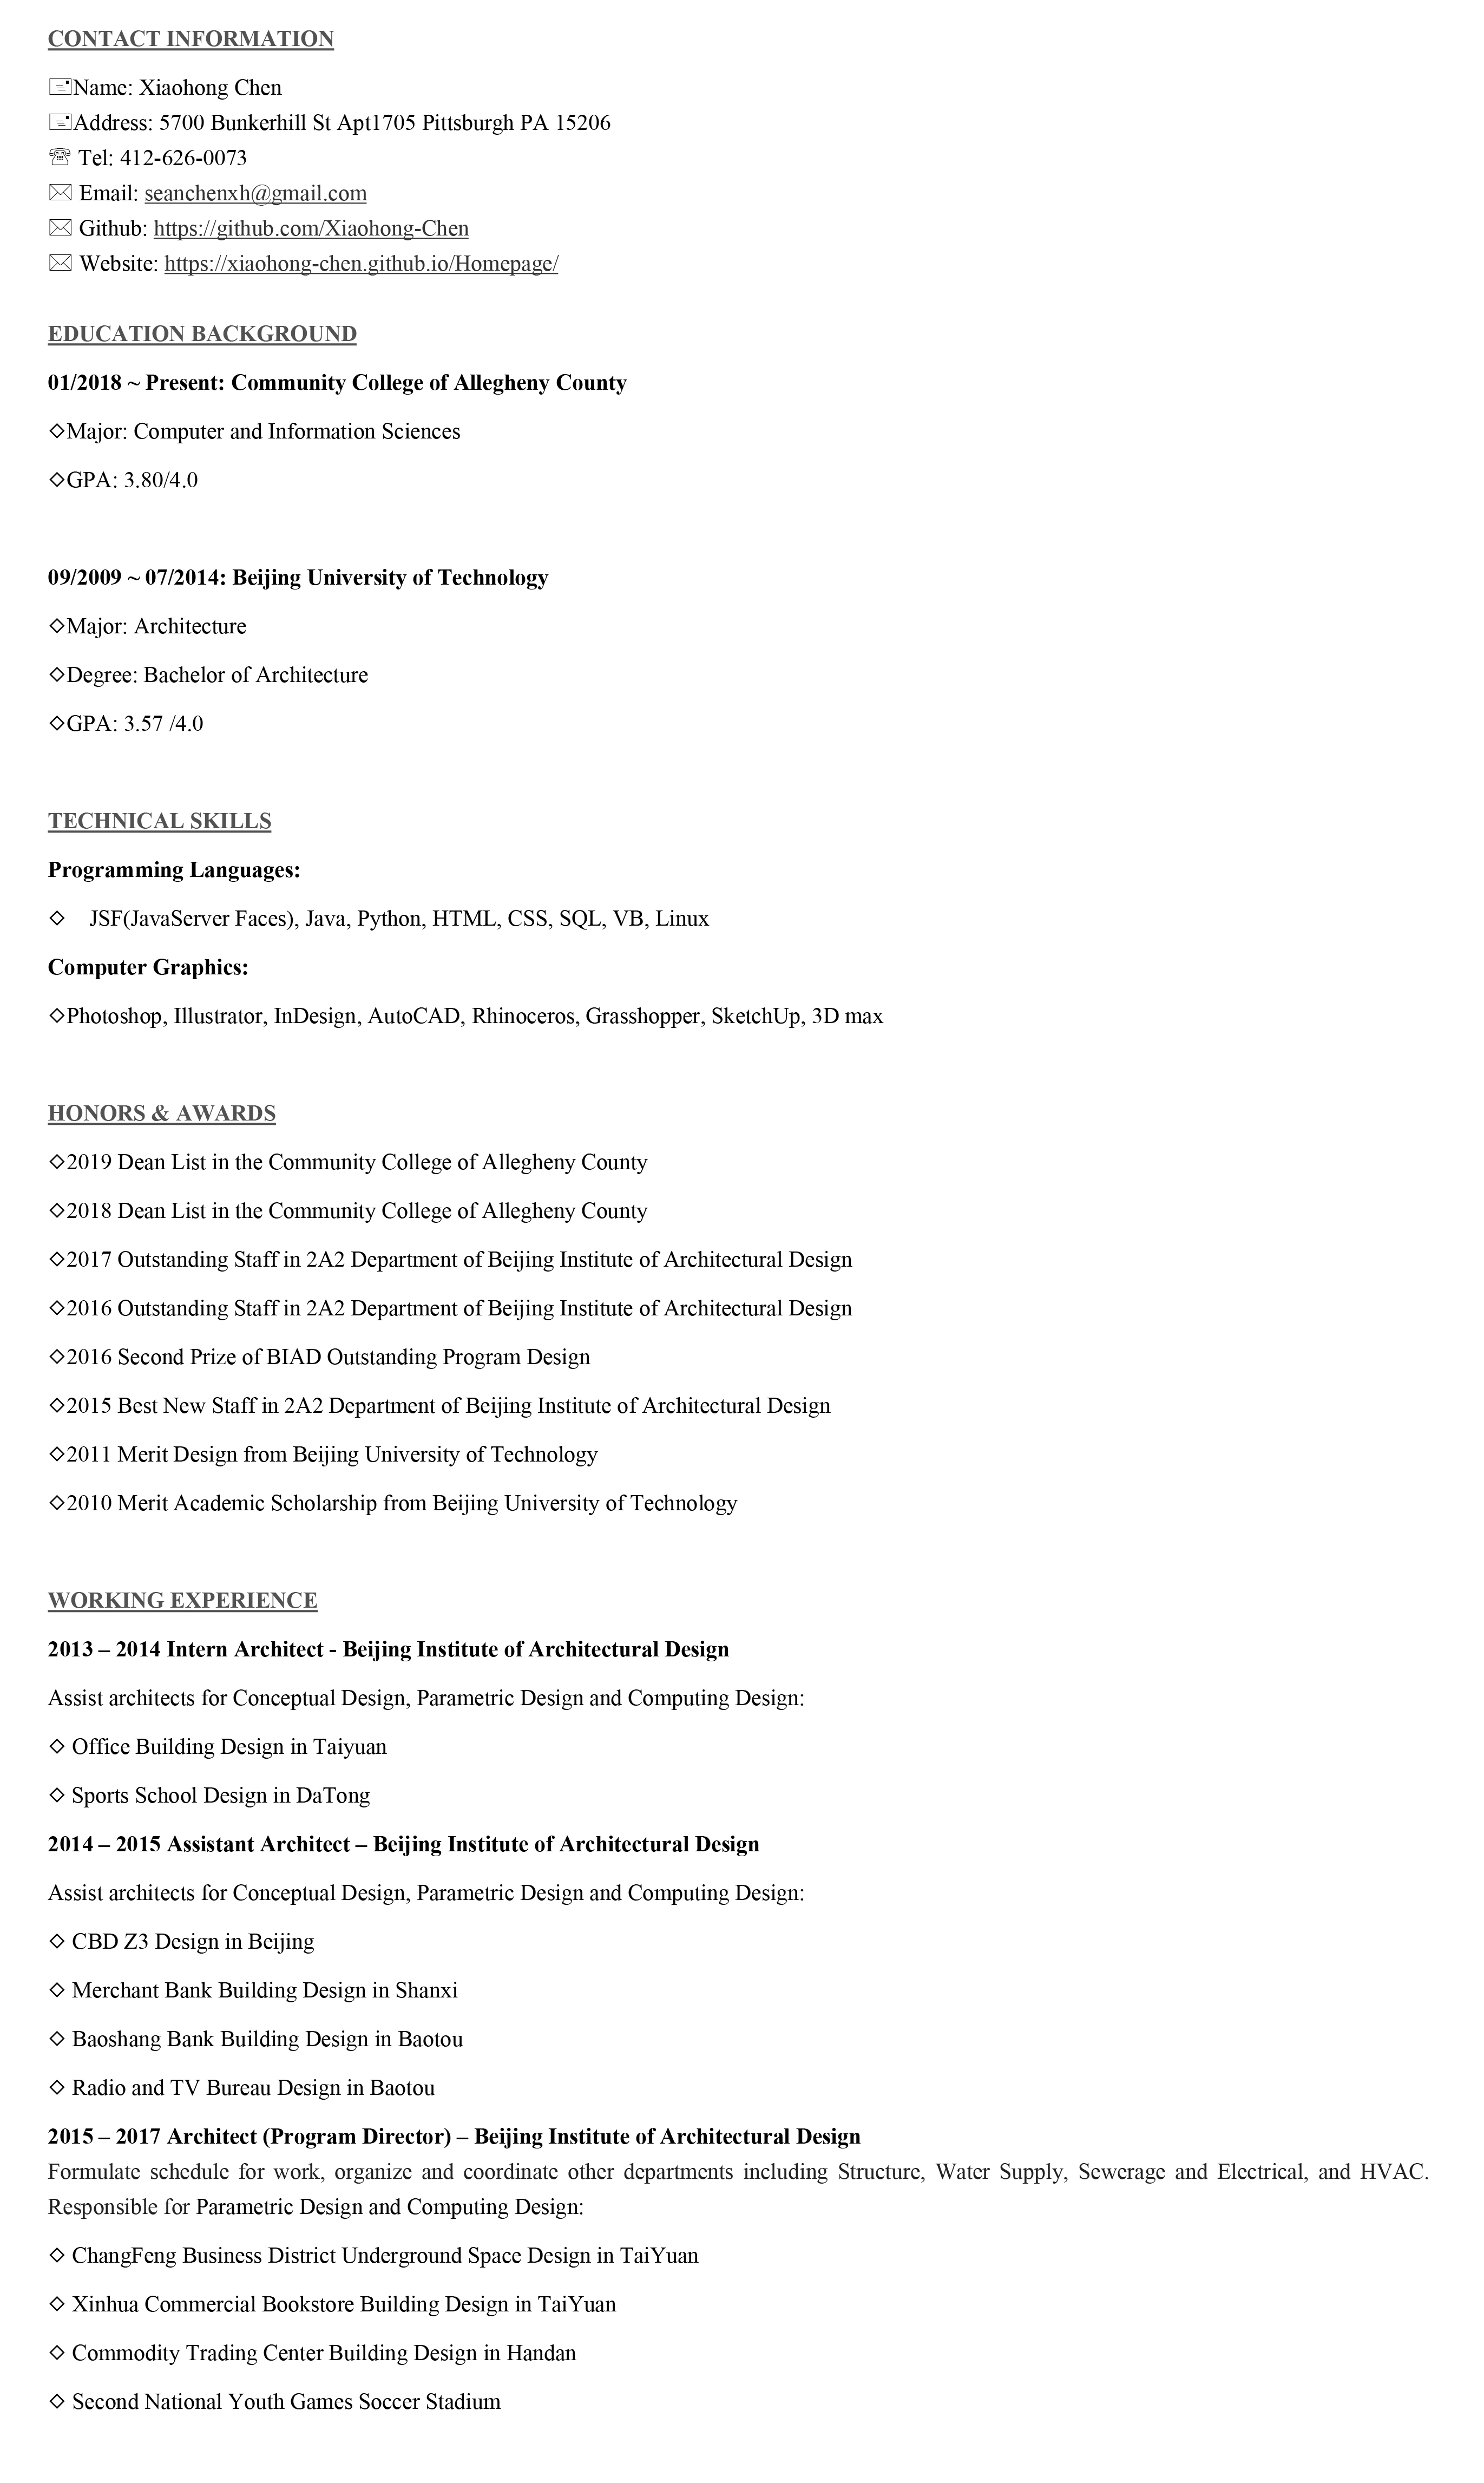 CONTACT INFORMATION
Name: Xiaohong Chen
Address: 5700 Bunkerhill St Apt1705 Pittsburgh PA 15206
Tel: 412-626-0073
Email: seanchenxh@gmail.com
Github: https://github.com/Xiaohong-Chen
Website: https://xiaohong-chen.github.io/Homepage/
EDUCATION BACKGROUND
01/2018 ~ Present: Community College of Allegheny County
◇Major: Computer and Information Sciences
◇GPA: 3.80/4.0
09/2009 ~ 07/2014: Beijing University of Technology
◇Major: Architecture
◇Degree: Bachelor of Architecture
◇GPA: 3.57 /4.0
TECHNICAL SKILLS
Programming Languages:
◇ JSF(JavaServer Faces), Java, Python, HTML, CSS, SQL, VB, Linux
Computer Graphics:
◇Photoshop, Illustrator, InDesign, AutoCAD, Rhinoceros, Grasshopper, SketchUp, 3D max
HONORS & AWARDS
◇2019 Dean List in the Community College of Allegheny County
◇2018 Dean List in the Community College of Allegheny County
◇2017 Outstanding Staff in 2A2 Department of Beijing Institute of Architectural Design
◇2016 Outstanding Staff in 2A2 Department of Beijing Institute of Architectural Design
◇2016 Second Prize of BIAD Outstanding Program Design
◇2015 Best New Staff in 2A2 Department of Beijing Institute of Architectural Design
◇2011 Merit Design from Beijing University of Technology
◇2010 Merit Academic Scholarship from Beijing University of Technology
WORKING EXPERIENCE
2013 – 2014 Intern Architect - Beijing Institute of Architectural Design
Assist architects for Conceptual Design, Parametric Design and Computing Design:
◇ Office Building Design in Taiyuan
◇ Sports School Design in DaTong
2014 – 2015 Assistant Architect – Beijing Institute of Architectural Design
Assist architects for Conceptual Design, Parametric Design and Computing Design:
◇ CBD Z3 Design in Beijing
◇ Merchant Bank Building Design in Shanxi
◇ Baoshang Bank Building Design in Baotou
◇ Radio and TV Bureau Design in Baotou
2015 – 2017 Architect (Program Director) – Beijing Institute of Architectural Design
Formulate schedule for work, organize and coordinate other departments including Structure, Water Supply, Sewerage and Electrical, and HVAC.
Responsible for Parametric Design and Computing Design:
◇ ChangFeng Business District Underground Space Design in TaiYuan
◇ Xinhua Commercial Bookstore Building Design in TaiYuan
◇ Commodity Trading Center Building Design in Handan
◇ Second National Youth Games Soccer Stadium